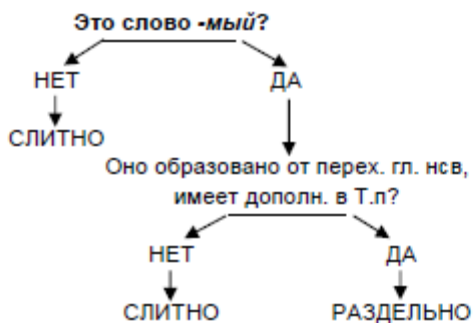 Это слово -мый?
НЕТ ДА
СЛИТНО
Оно образовано от перех. гл. нсв,
имеет дополн. в Т.п?
НЕТ ДА
СЛИТНО РАЗДЕЛЬНО